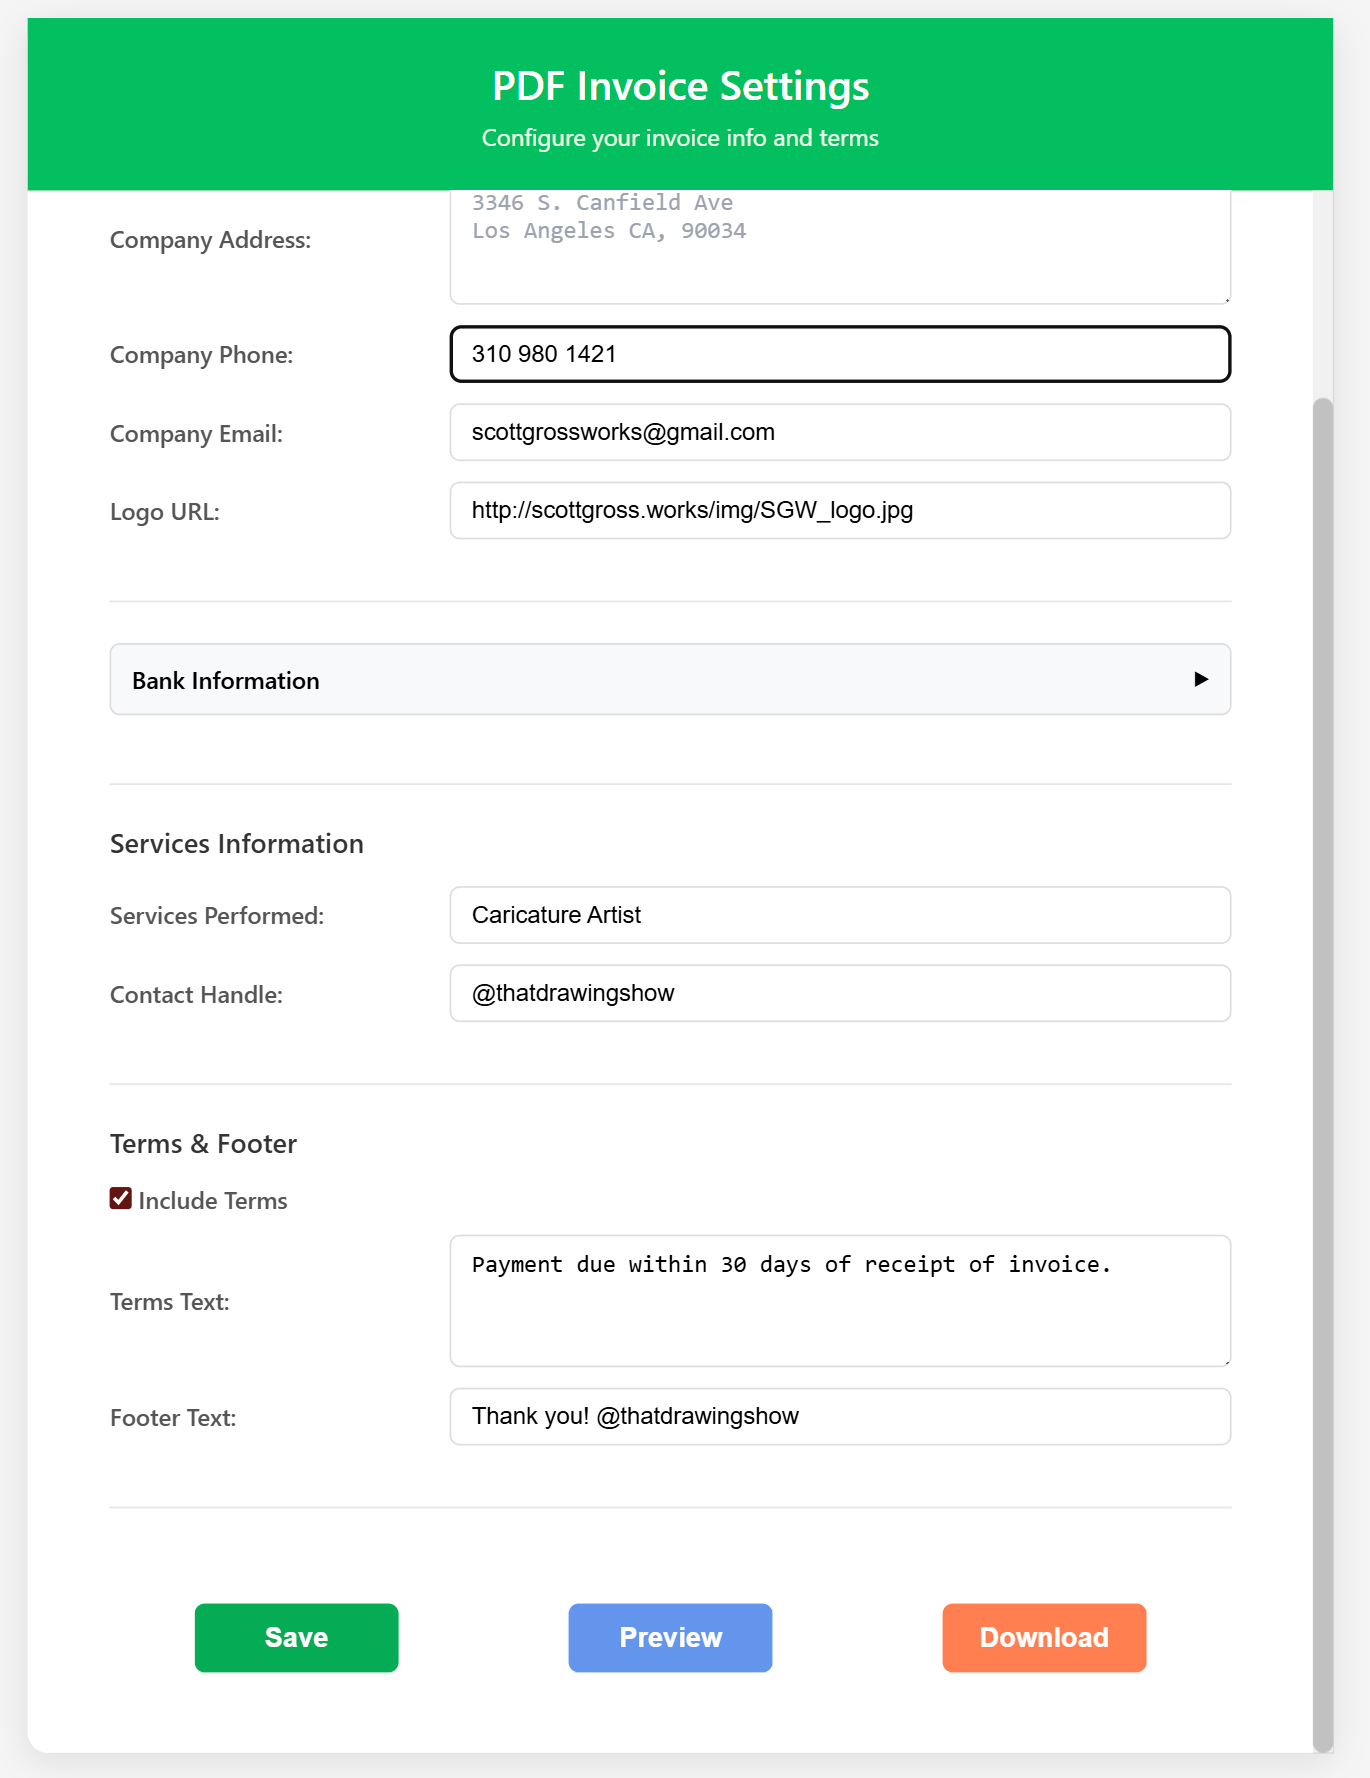 PDF Invoice Settings
Configure your invoice info and terms
Company Address:
3346 S. Canfield Ave
Los Angeles CA, 90034
Company Phone:
310 980 1421
Company Email:
scottgrossworks@gmail.com
Logo URL:
http://scottgross.works/img/SGW_logo.jpg
Bank Information
Services Information
Services Performed:
Caricature Artist
Contact Handle:
@thatdrawingshow
Terms & Footer
Include Terms
Terms Text:
Payment due within 30 days of receipt of invoice.
Footer Text:
Thank you! @thatdrawingshow
Save
Preview
Download